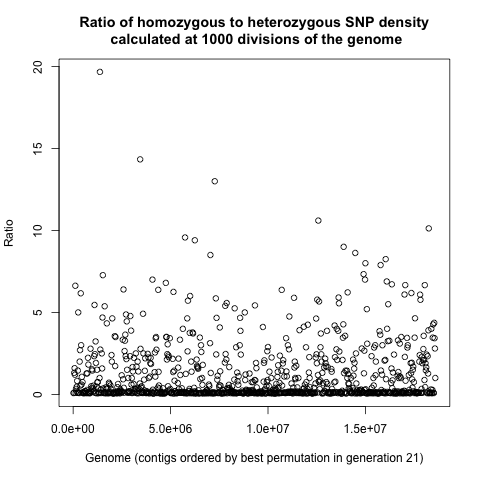 Ratio of homozygous to heterozygous SNP density
calculated at 1000 divisions of the genome
Ratio
20
15
10
5
0
0.0e+00 5.0e+06 1.0e+07 1.5e+07
Genome (contigs ordered by best permutation in generation 21)